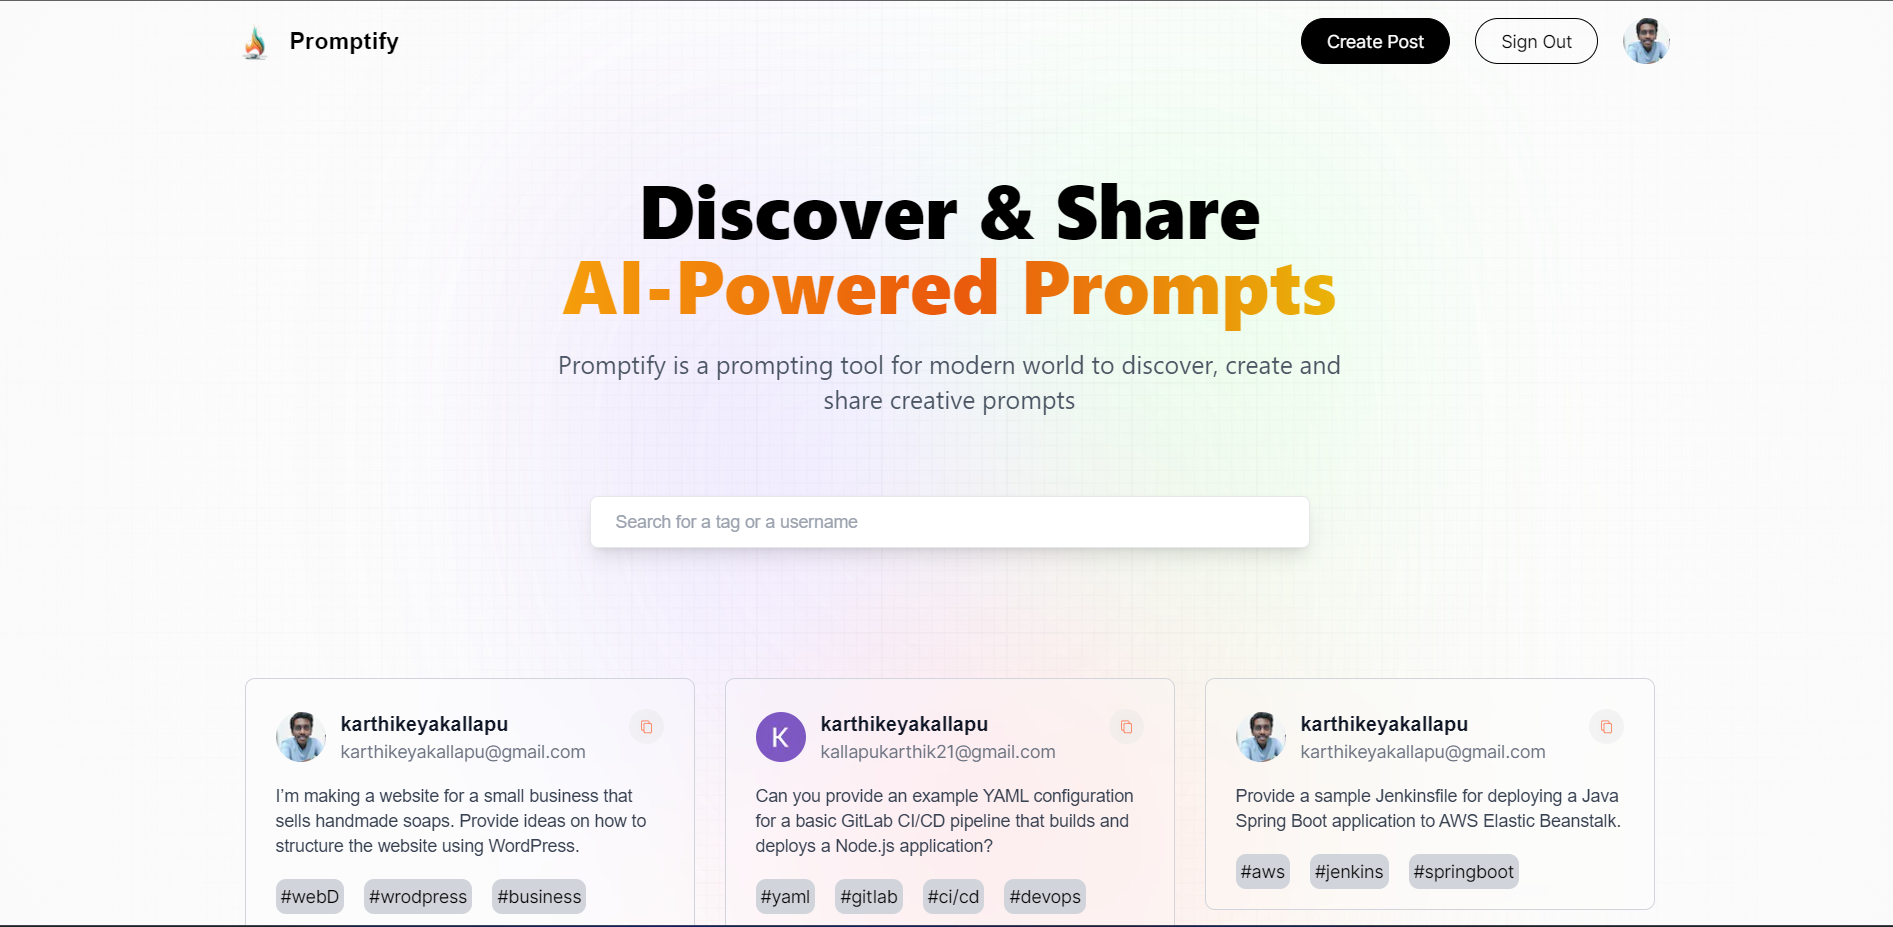 Promptify
Create Post
Sign Out
Discover & Share
AI-Powered Prompts
Promptify is a prompting tool for modern world to discover, create and
share creative prompts
Search for a tag or a username
karthikeyakallapu
karthikeyakallapu@gmail.com
I'm making a website for a small business that
sells handmade soaps. Provide ideas on how to
structure the website using WordPress.
#webD #wrodpress #business
K
karthikeyakallapu
kallapukarthik21@gmail.com
Can you provide an example YAML configuration
for a basic GitLab CI/CD pipeline that builds and
deploys a Node.js application?
#yaml #gitlab #ci/cd #devops
karthikeyakallapu
karthikeyakallapu@gmail.com
Provide a sample Jenkinsfile for deploying a Java
Spring Boot application to AWS Elastic Beanstalk.
#aws #jenkins #springboot